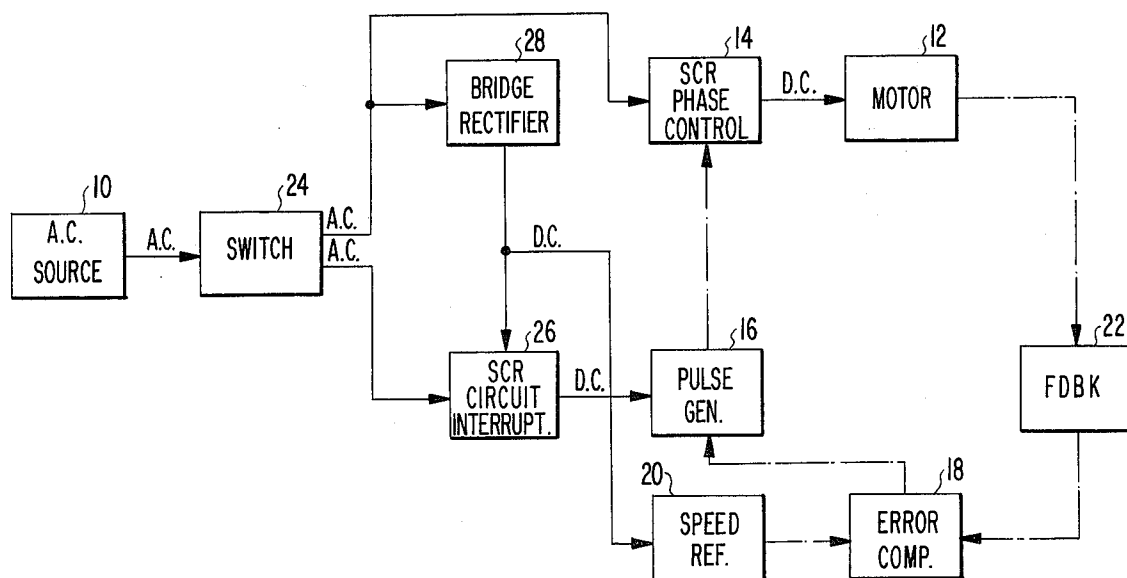 28
BRIDGE
RECTIFIER
14
SCR
PHASE
CONTROL
D.C.
12
MOTOR
10
A.C.
SOURCE
A.C.
24
SWITCH
A.C.
A.C.
D.C.
26
SCR
CIRCUIT
INTERRUPT.
D.C.
16
PULSE
GEN.
22
FDBK
20
SPEED
REF.
18
ERROR
COMP.